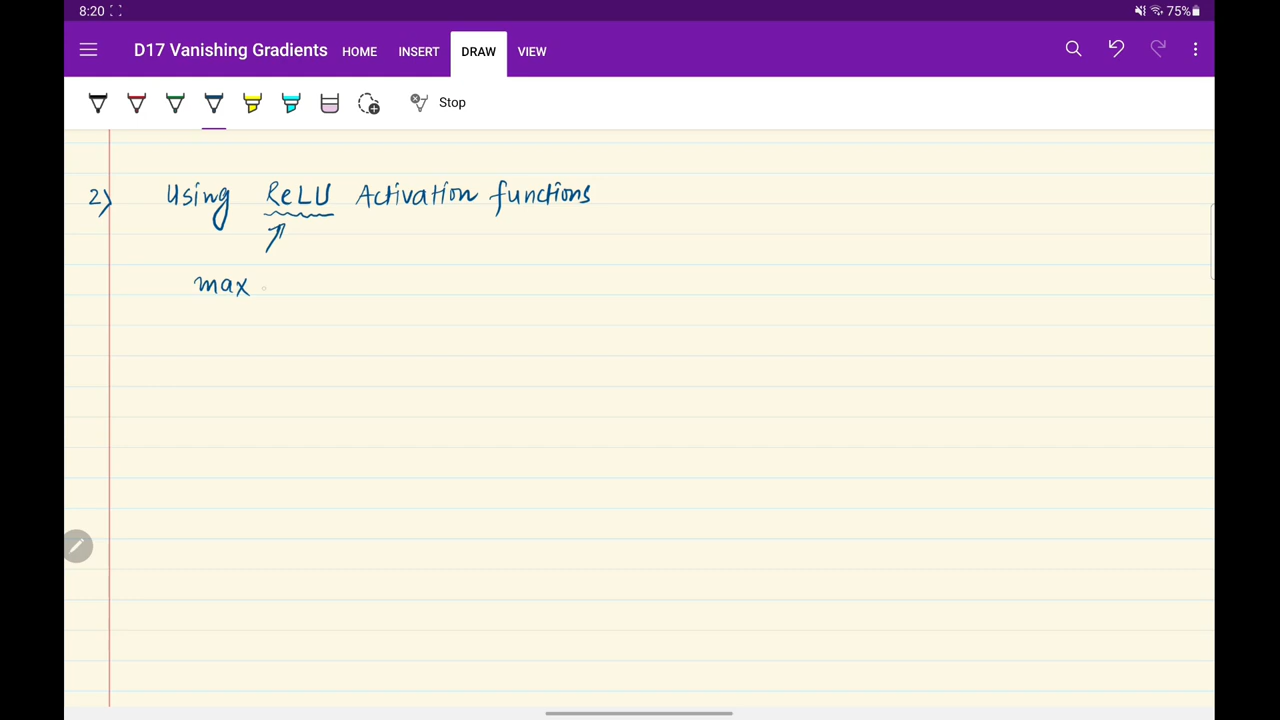 8:20 75%
D17 Vanishing Gradients HOME INSERT DRAW VIEW
Stop
2) Using ReLU Activation functions
max